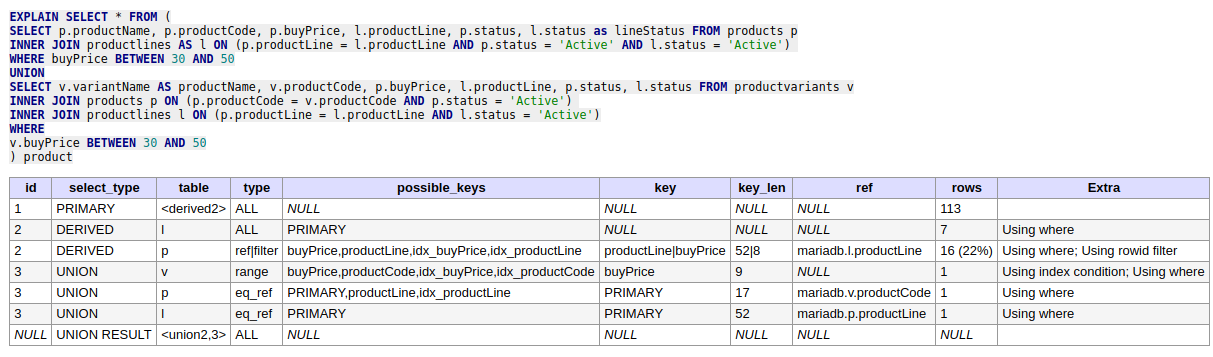 EXPLAIN SELECT * FROM (
SELECT p.productName, p.productCode, p.buyPrice, l.productLine, p.status, l.status as lineStatus FROM products p
INNER JOIN productlines AS l ON (p.productLine = l.productLine AND p.status = 'Active' AND l.status = 'Active')
WHERE buyPrice BETWEEN 30 AND 50
UNION
SELECT v.variantName AS productName, v.productCode, p.buyPrice, l.productLine, p.status, l.status FROM productvariants v
INNER JOIN products p ON (p.productCode = v.productCode AND p.status = 'Active')
INNER JOIN productlines l ON (p.productLine = l.productLine AND l.status = 'Active')
WHERE
v.buyPrice BETWEEN 30 AND 50
) product
id select_type table type possible_keys key key_len ref rows Extra
1 PRIMARY <derived2> ALL NULL NULL NULL NULL 113
2 DERIVED l ALL PRIMARY NULL NULL NULL 7 Using where
2 DERIVED p ref|filter buyPrice,productLine,idx_buyPrice,idx_productLine productLine|buyPrice 52|8 mariadb.l.productLine 16 (22%) Using where; Using rowid filter
3 UNION v range buyPrice,productCode,idx_buyPrice,idx_productCode buyPrice 9 NULL 1 Using index condition; Using where
3 UNION p eq_ref PRIMARY,productLine,idx_productLine PRIMARY 17 mariadb.v.productCode 1 Using where
3 UNION l eq_ref PRIMARY PRIMARY 52 mariadb.p.productLine 1 Using where
NULL UNION RESULT <union2,3> ALL NULL NULL NULL NULL NULL